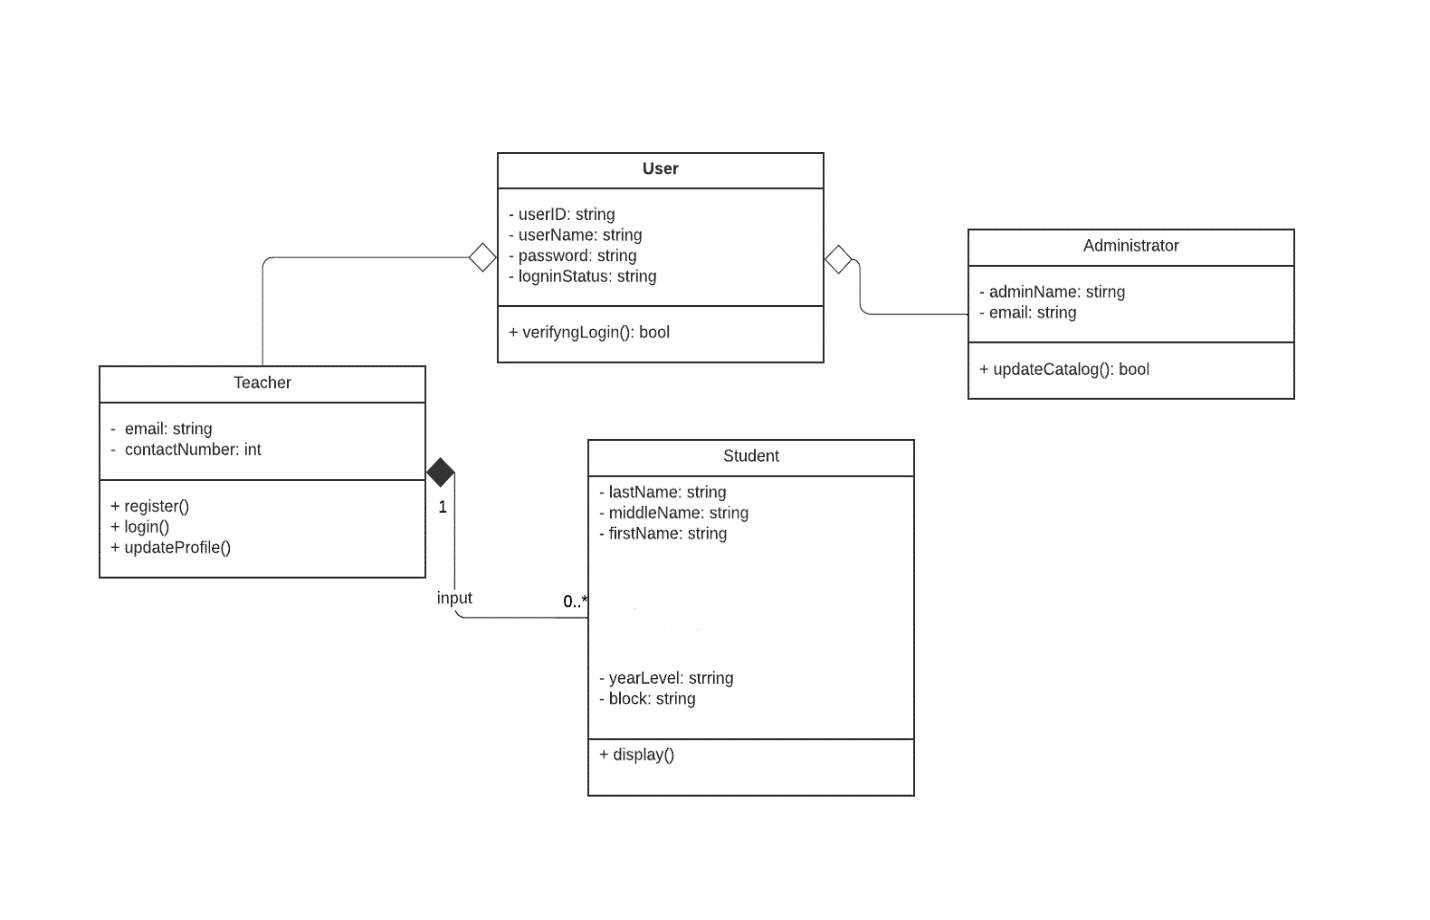 User
- userID: string
- userName: string
- password: string
- logninStatus: string
+ verifyngLogin(): bool
Administrator
- adminName: stirng
- email: string
+ updateCatalog(): bool
Teacher
- email: string
- contactNumber: int
+ register()
+ login()
+ updateProfile()
1
input
0..*
Student
- lastName: string
- middleName: string
- firstName: string
- yearLevel: strring
- block: string
+ display()